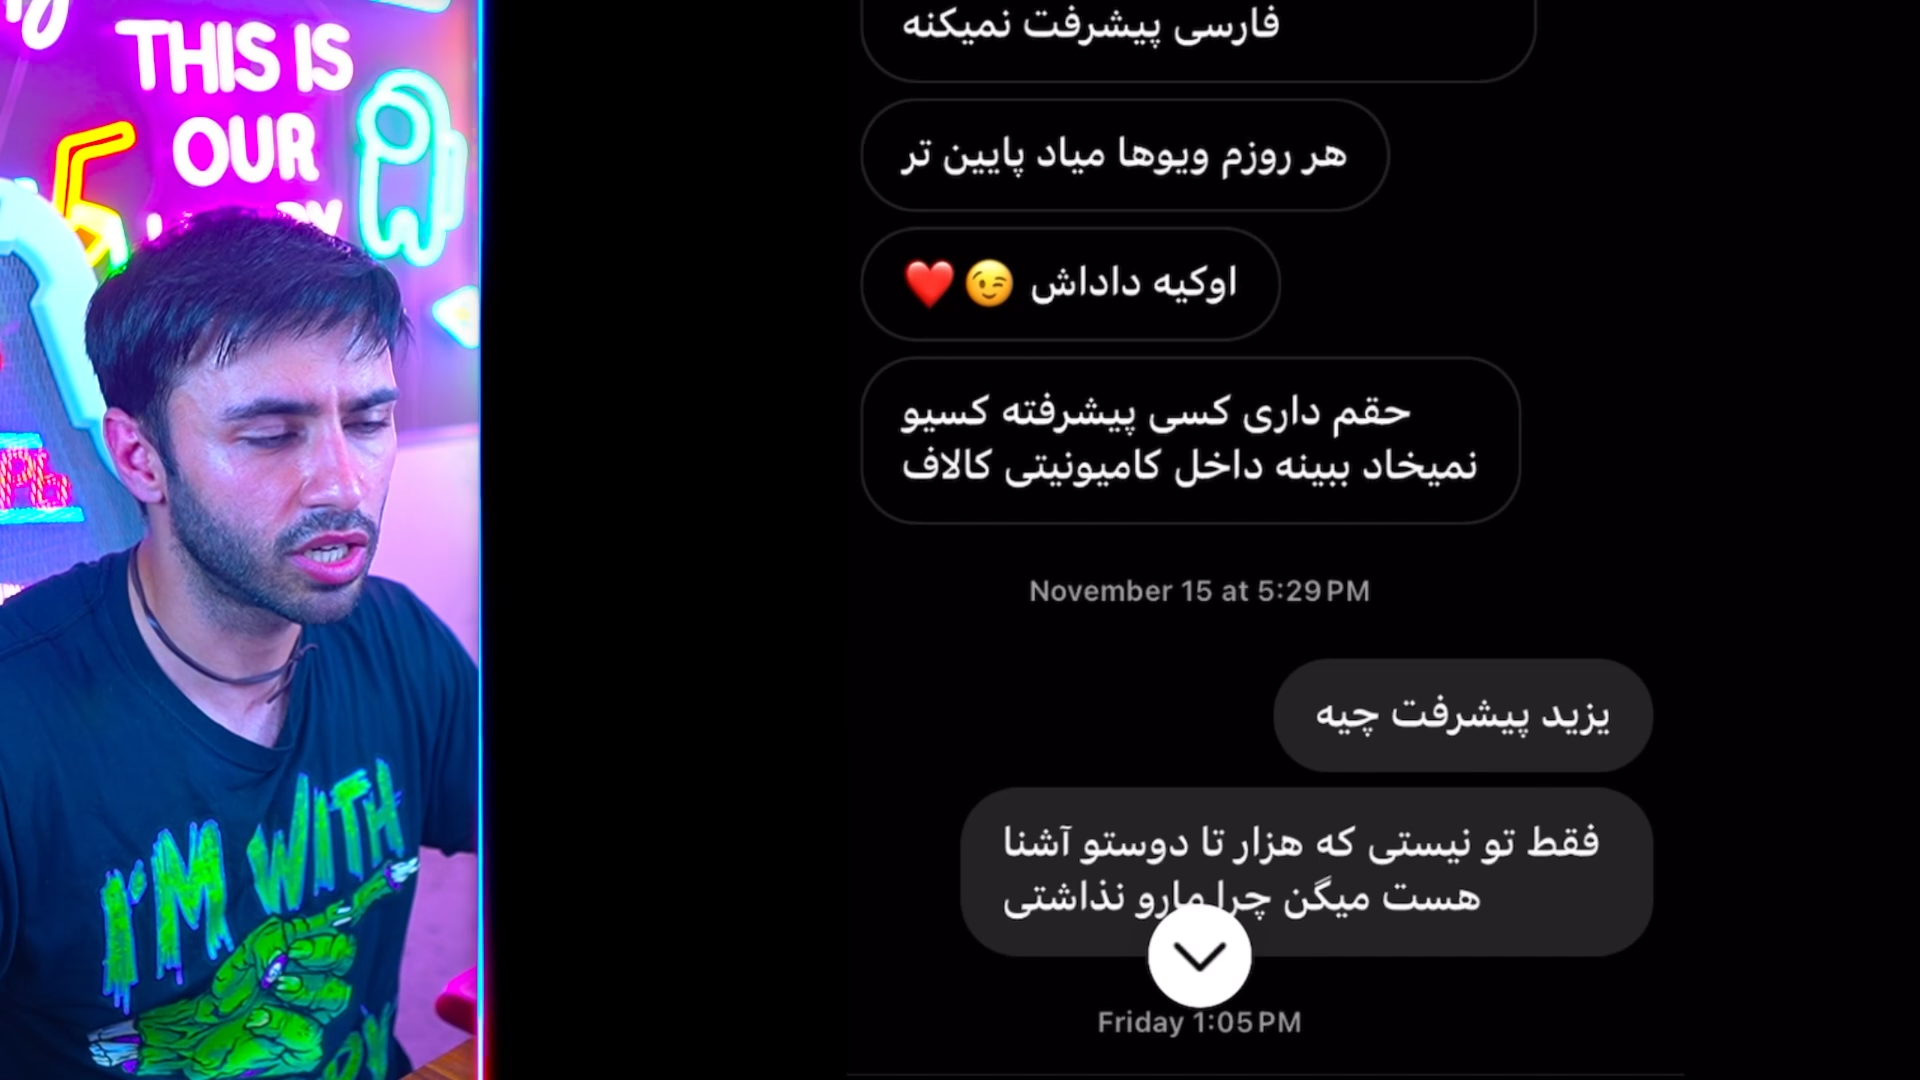 THIS IS
OUR
I'M WITH
فارسی پیشرفت نمیکنه
هر روزم ویوها میاد پایین تر
اوکیه داداش 😉❤️
حقم داری کسی پیشرفته کسیو
نمیخاد ببینه داخل کامیونیتی کالاف
November 15 at 5:29 PM
یزید پیشرفت چیه
فقط تو نیستی که هزار تا دوستو آشنا
هست میگن چرا مارو نذاشتی
Friday 1:05 PM